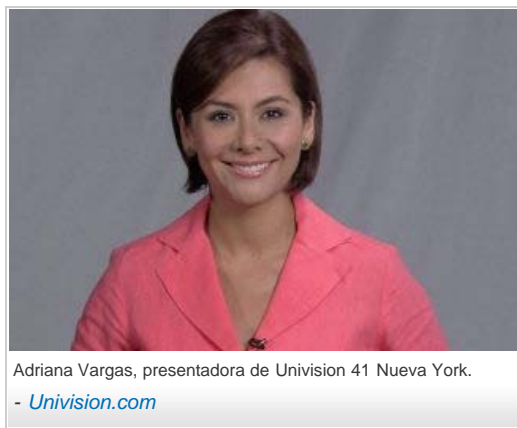 Adriana Vargas, presentadora de Univision 41 Nueva York.
- Univision.com